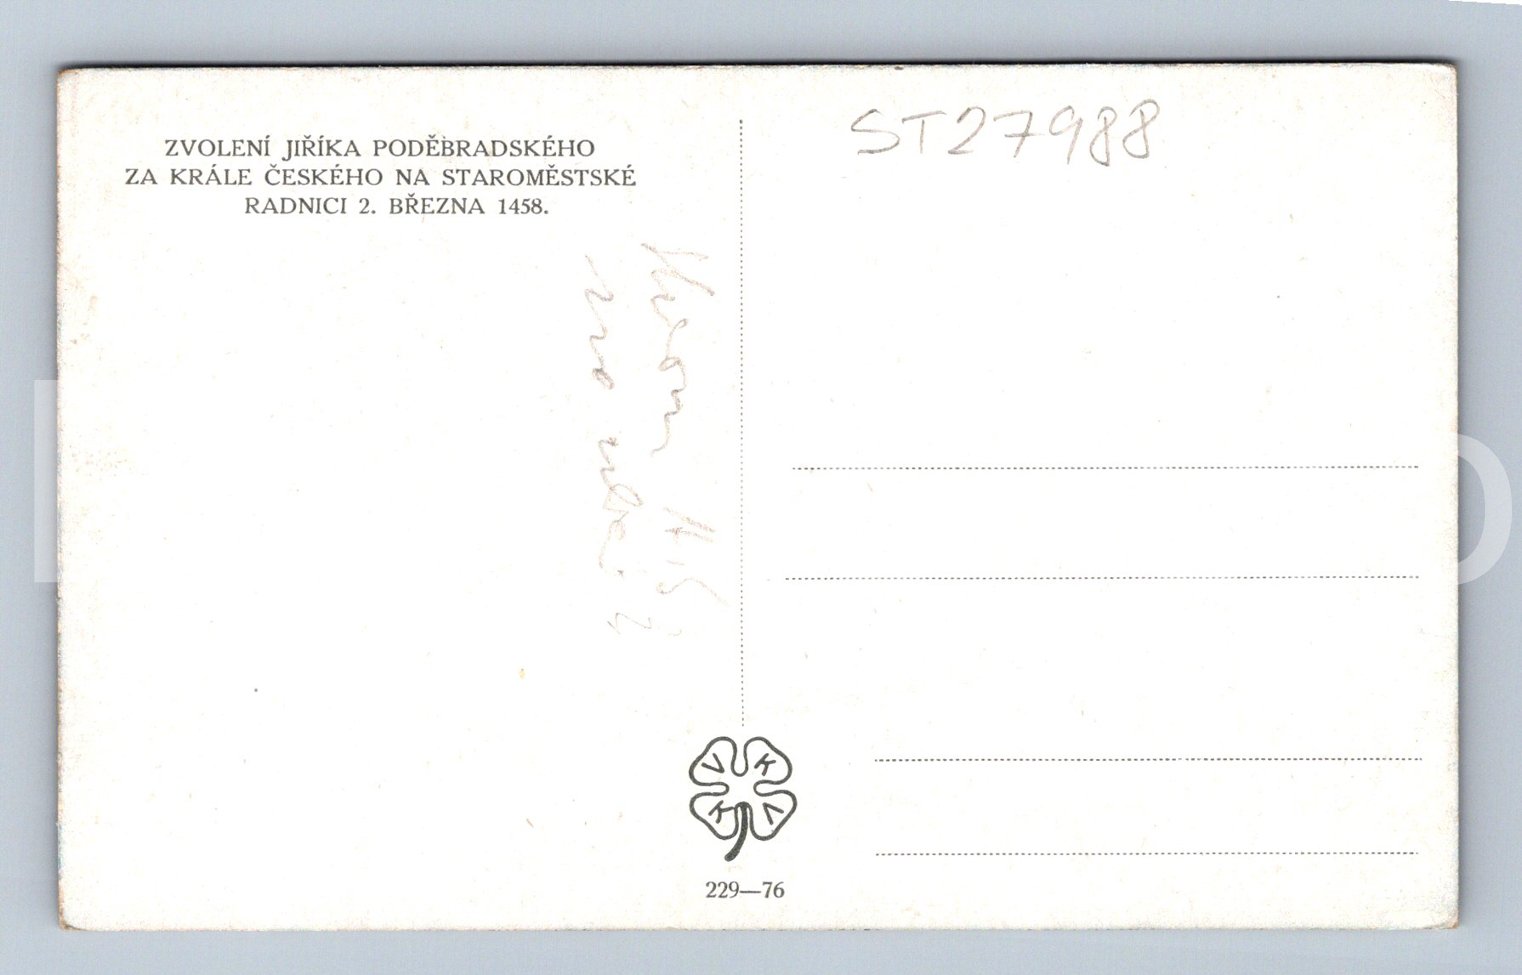 ZVOLENÍ JIŘÍKA PODĚBRADSKÉHO
ZA KRÁLE ČESKÉHO NA STAROMĚSTSKÉ
RADNICI 2. BŘEZNA 1458.
ST27988
V K
K V
229—76